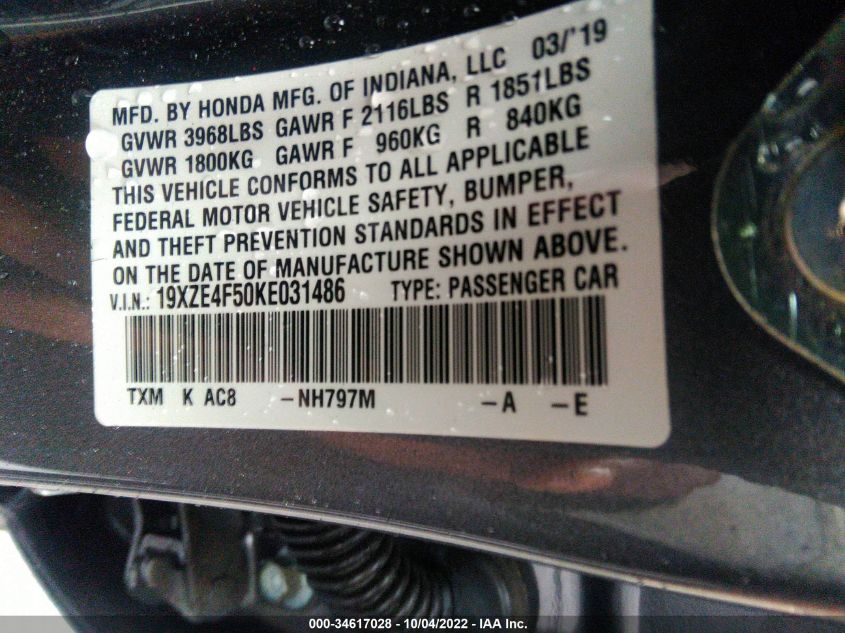 MFD. BY HONDA MFG. OF INDIANA, LLC 03/'19
GVWR 3968LBS GAWR F 2116LBS R 1851LBS
GVWR 1800KG GAWR F 960KG R 840KG
THIS VEHICLE CONFORMS TO ALL APPLICABLE
FEDERAL MOTOR VEHICLE SAFETY, BUMPER,
AND THEFT PREVENTION STANDARDS IN EFFECT
ON THE DATE OF MANUFACTURE SHOWN ABOVE.
V.I.N.: 19XZE4F50KE031486 TYPE: PASSENGER CAR
TXM K AC8 -NH797M -A -E
000-34617028 - 10/04/2022 - IAA Inc.